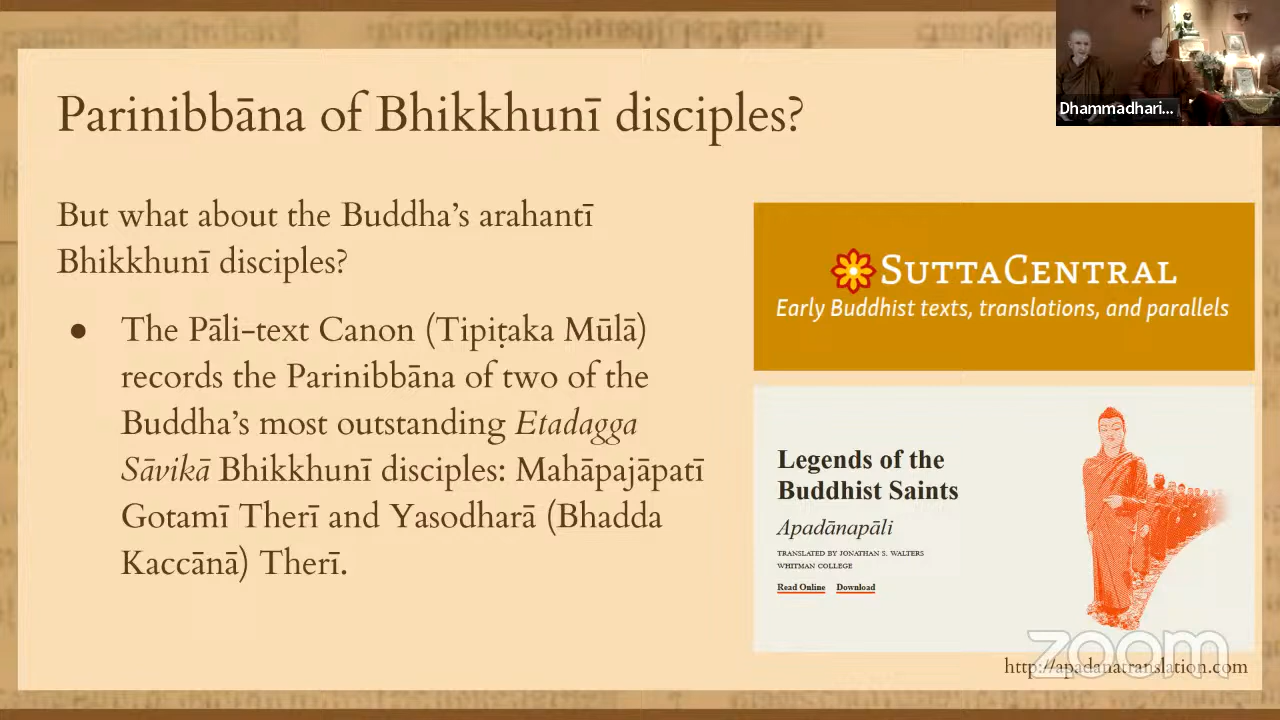 Parinibbāna of Bhikkhunī disciples?
Dhammadhari...
But what about the Buddha’s arahantī
Bhikkhunī disciples?
● The Pāli-text Canon (Tipiṭaka Mūlā)
records the Parinibbāna of two of the
Buddha’s most outstanding Etadagga
Sāvikā Bhikkhunī disciples: Mahāpajāpatī
Gotamī Therī and Yasodharā (Bhadda
Kaccānā) Therī.
SUTTACENTRAL
Early Buddhist texts, translations, and parallels
Legends of the
Buddhist Saints
Apadānapāli
TRANSLATED BY JONATHAN S. WALTERS
WHITMAN COLLEGE
Read Online Download
zoom
http://apadanatranslation.com